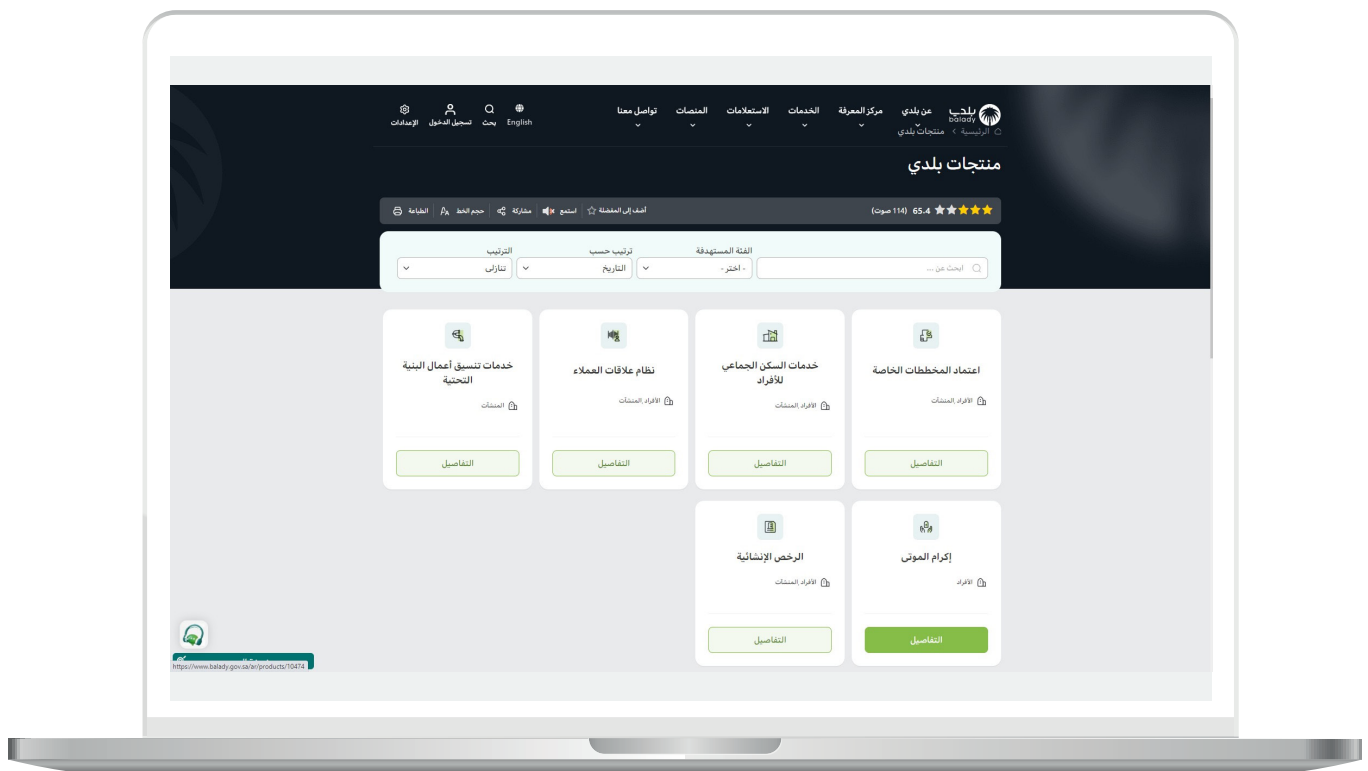 بلدي
balady
عن بلدي
مركز المعرفة
الخدمات
الاستعلامات
المنصات
تواصل معنا
English
بحث
تسجيل الدخول
الإعدادات
الرئيسية > منتجات بلدي
منتجات بلدي
65.4 (114 صوت)
أضف إلى المفضلة
استمع
مشاركة
حجم الخط
الطباعة
الفئة المستهدفة
ترتيب حسب
الترتيب
ابحث عن ...
- اختر -
التاريخ
تنازلي
اعتماد المخططات الخاصة
الأفراد ,المنشآت
التفاصيل
خدمات السكن الجماعي
للأفراد
الأفراد ,المنشآت
التفاصيل
نظام علاقات العملاء
الأفراد ,المنشآت
التفاصيل
خدمات تنسيق أعمال البنية
التحتية
المنشآت
التفاصيل
إكرام الموتى
الأفراد
التفاصيل
الرخص الإنشائية
الأفراد ,المنشآت
التفاصيل
https://www.balady.gov.sa/ar/products/10474